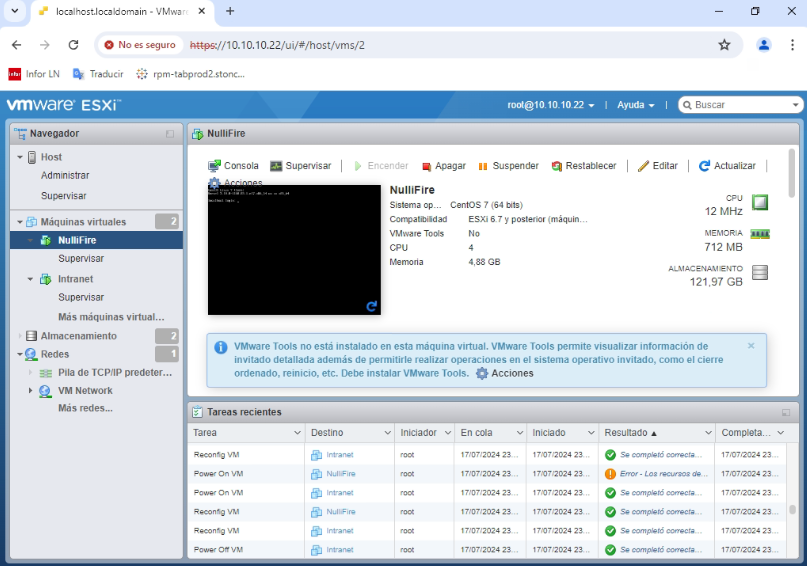 localhost.localdomain - VMware
No es seguro
https://10.10.10.22/ui/#/host/vms/2
Infor LN
Traducir
rpm-tabprod2.stonc...
vmware ESXi™
root@10.10.10.22
Ayuda
Buscar
Navegador
Host
Administrar
Supervisar
Máquinas virtuales
2
NulliFire
Supervisar
Intranet
Supervisar
Más máquinas virtual...
Almacenamiento
2
Redes
1
Pila de TCP/IP predeter...
VM Network
Más redes...
NulliFire
Consola
Supervisar
Encender
Apagar
Suspender
Restablecer
Editar
Actualizar
Acciones
NulliFire
Sistema op... CentOS 7 (64 bits)
Compatibilidad ESXi 6.7 y posterior (máquin...
VMware Tools No
CPU 4
Memoria 4,88 GB
CPU
12 MHz
MEMORIA
712 MB
ALMACENAMIENTO
121,97 GB
VMware Tools no está instalado en esta máquina virtual. VMware Tools permite visualizar información de
invitado detallada además de permitirle realizar operaciones en el sistema operativo invitado, como el cierre
ordenado, reinicio, etc. Debe instalar VMware Tools. Acciones
Tareas recientes
Tarea Destino Iniciador En cola Iniciado Resultado ▲ Completa...
Reconfig VM Intranet root 17/07/2024 23... 17/07/2024 23... Se completó correcta... 17/07/2024 23...
Power On VM NulliFire root 17/07/2024 23... 17/07/2024 23... Error - Los recursos de... 17/07/2024 23...
Power On VM Intranet root 17/07/2024 23... 17/07/2024 23... Se completó correcta... 17/07/2024 23...
Reconfig VM NulliFire root 17/07/2024 23... 17/07/2024 23... Se completó correcta... 17/07/2024 23...
Reconfig VM Intranet root 17/07/2024 23... 17/07/2024 23... Se completó correcta... 17/07/2024 23...
Power Off VM Intranet root 17/07/2024 23... 17/07/2024 23... Se completó correcta... 17/07/2024 23...